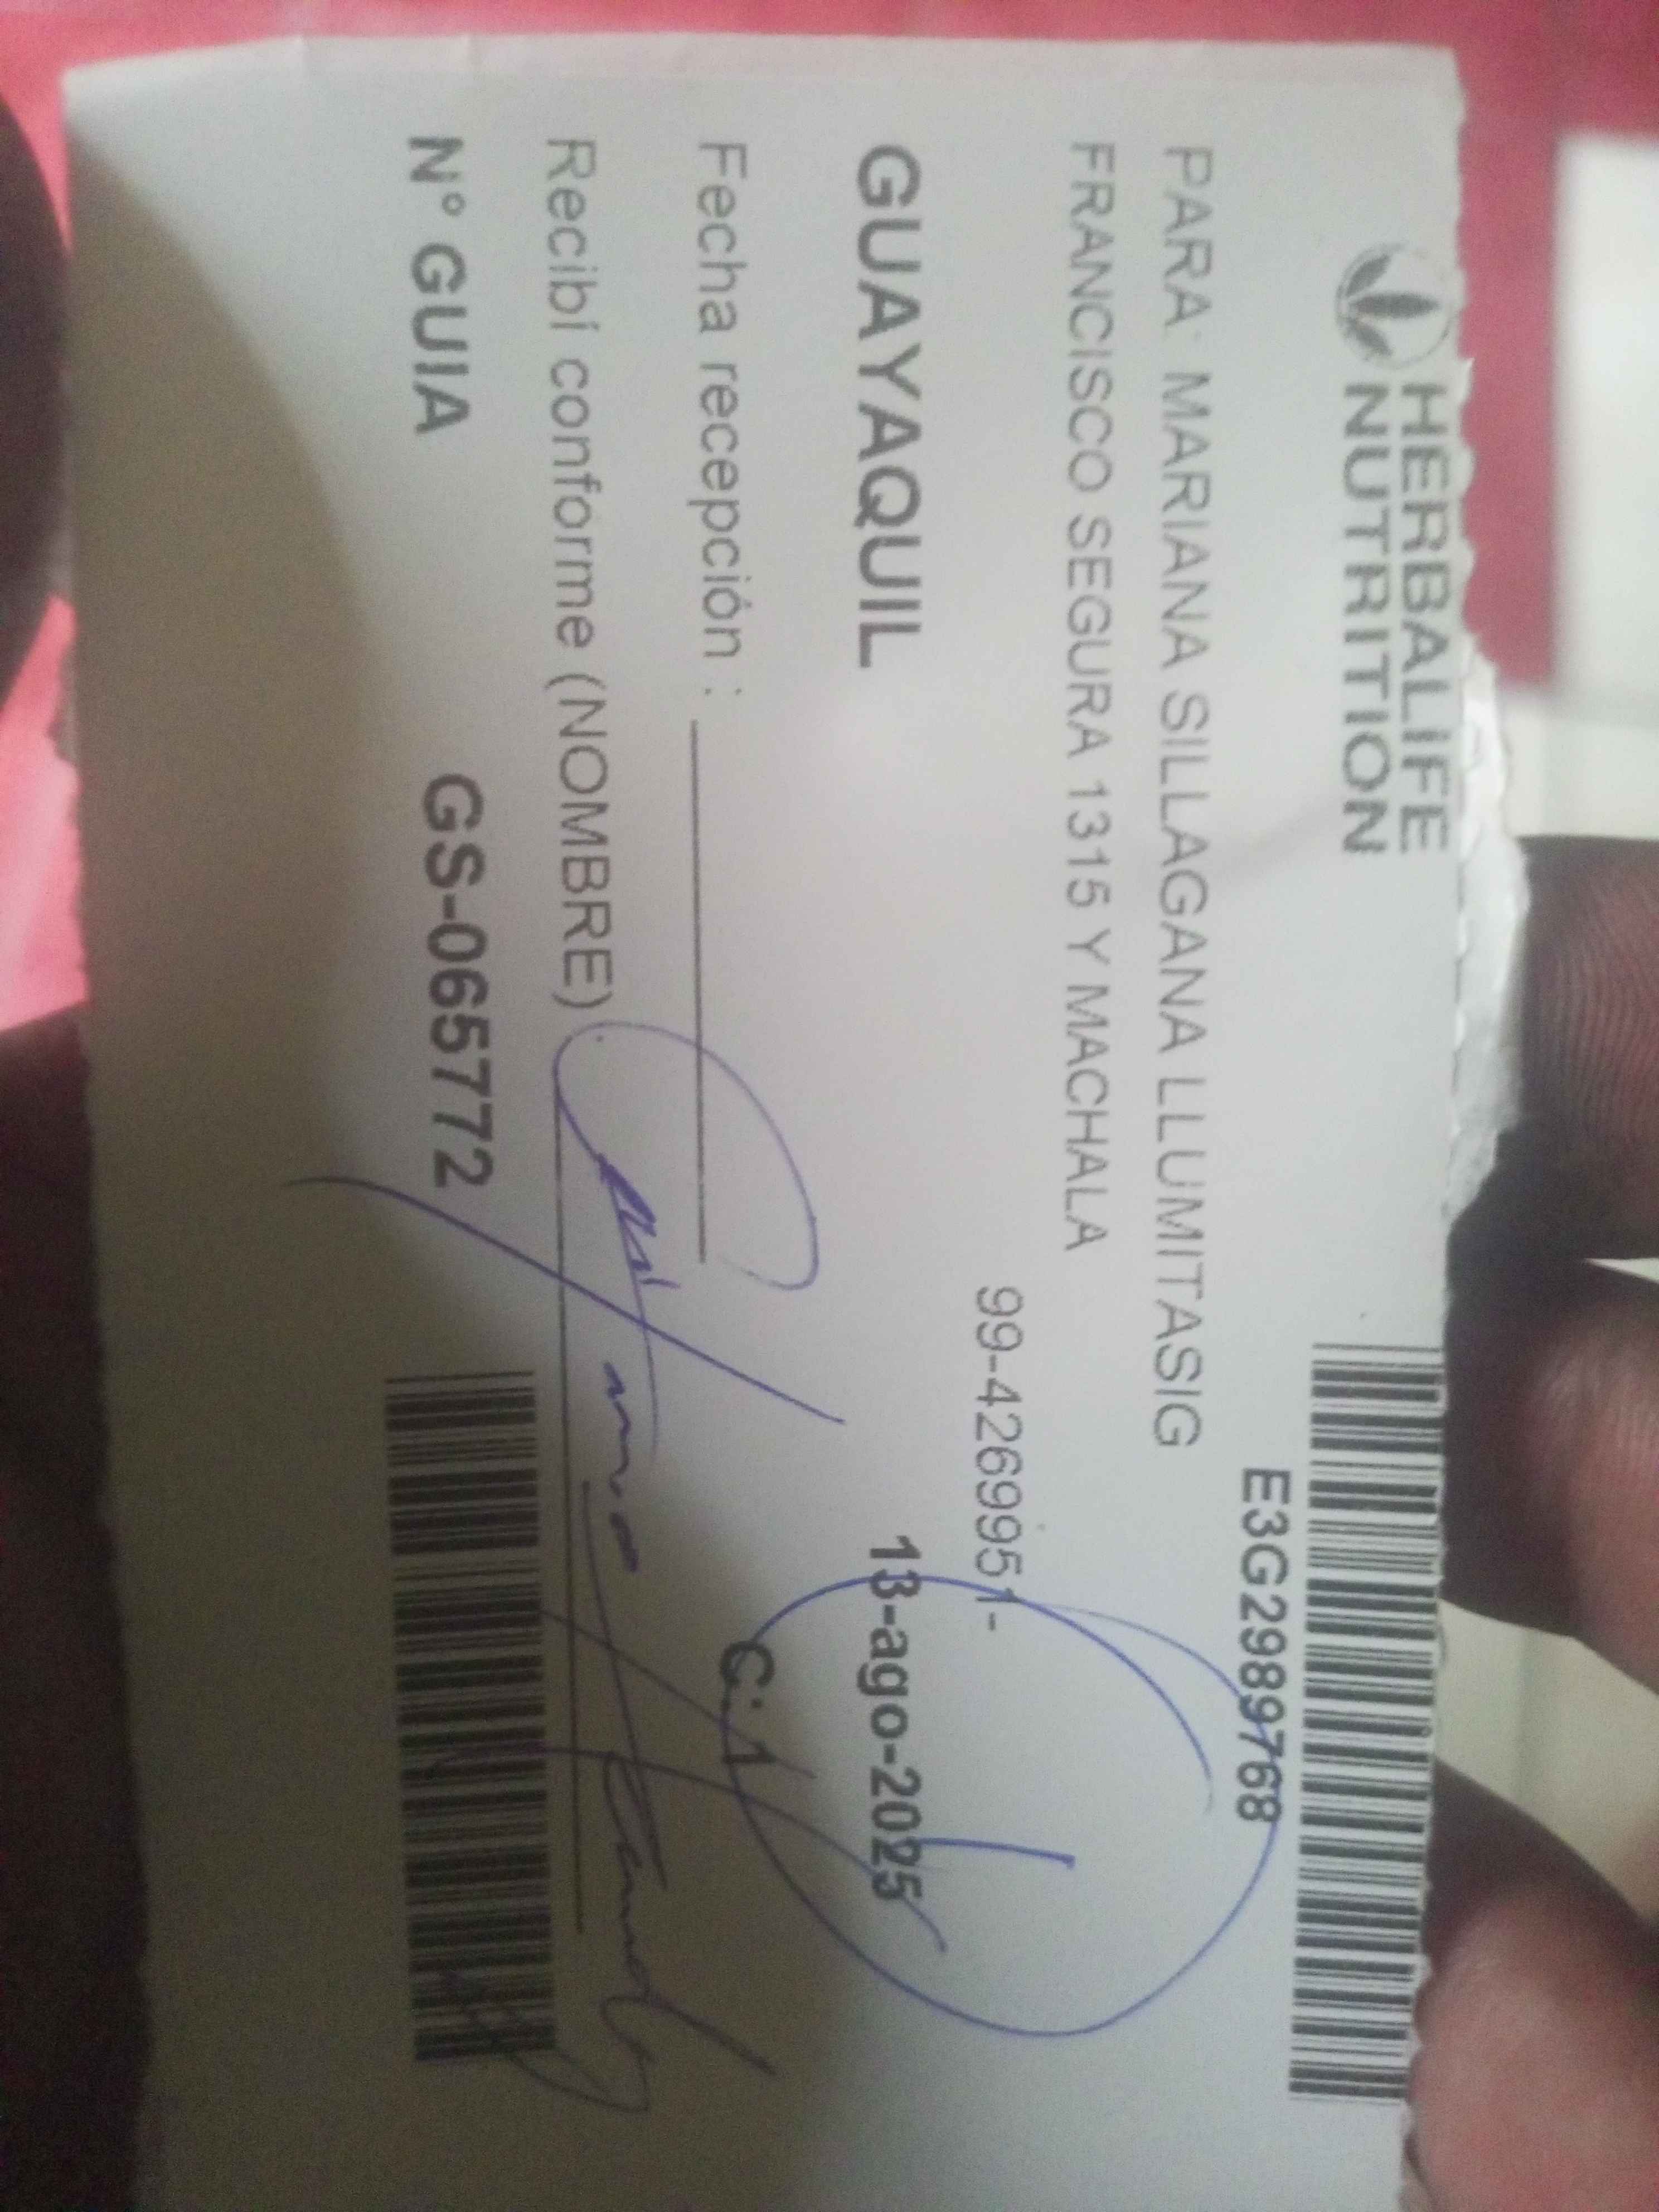 HERBALIFE
NUTRITION
E3G2989768
PARA: MARIANA SILLAGANA LLUMITASIG
FRANCISCO SEGURA 1315 Y MACHALA
99-4269951-
GUAYAQUIL 13-ago-2025
Fecha recepción : C: 1
Recibí conforme (NOMBRE):
N° GUIA GS-065772